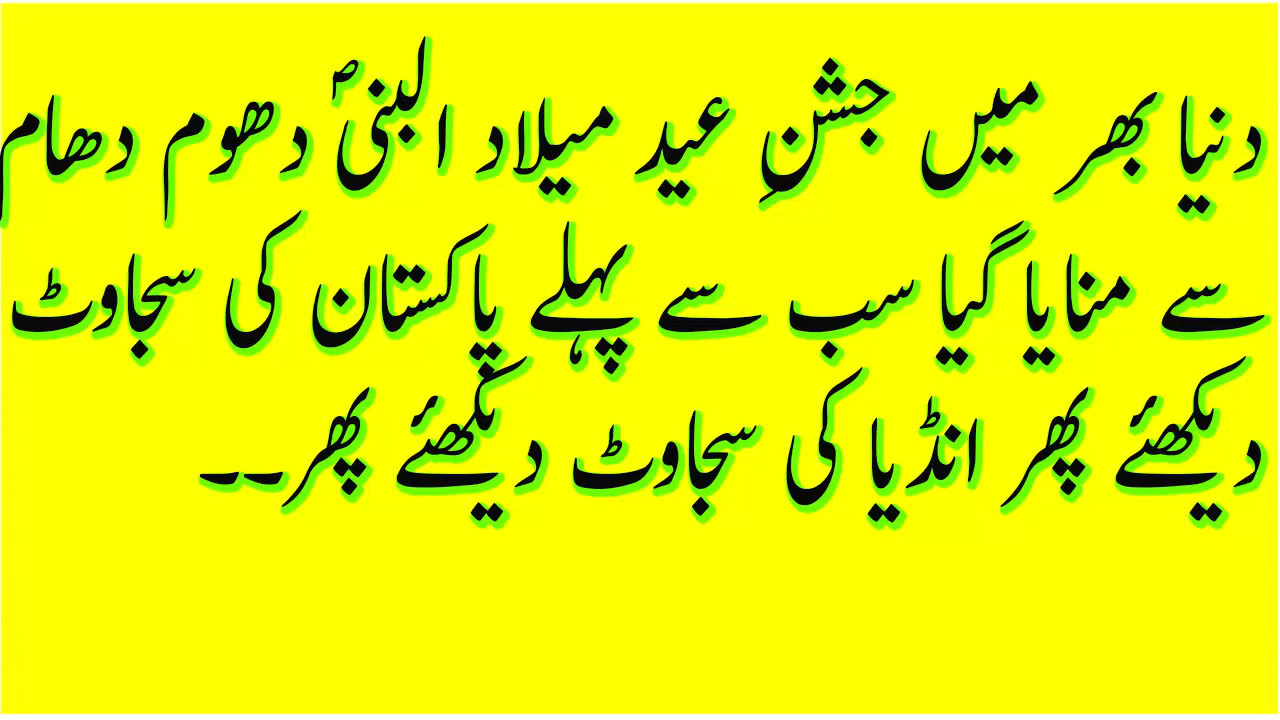 دنیا بھر میں جشنِ عید میلاد البنیؐ دھوم دھام
سے منایا گیا سب سے پہلے پاکستان کی سجاوٹ
دیکھئے پھر انڈیا کی سجاوٹ دیکھئے پھر۔۔